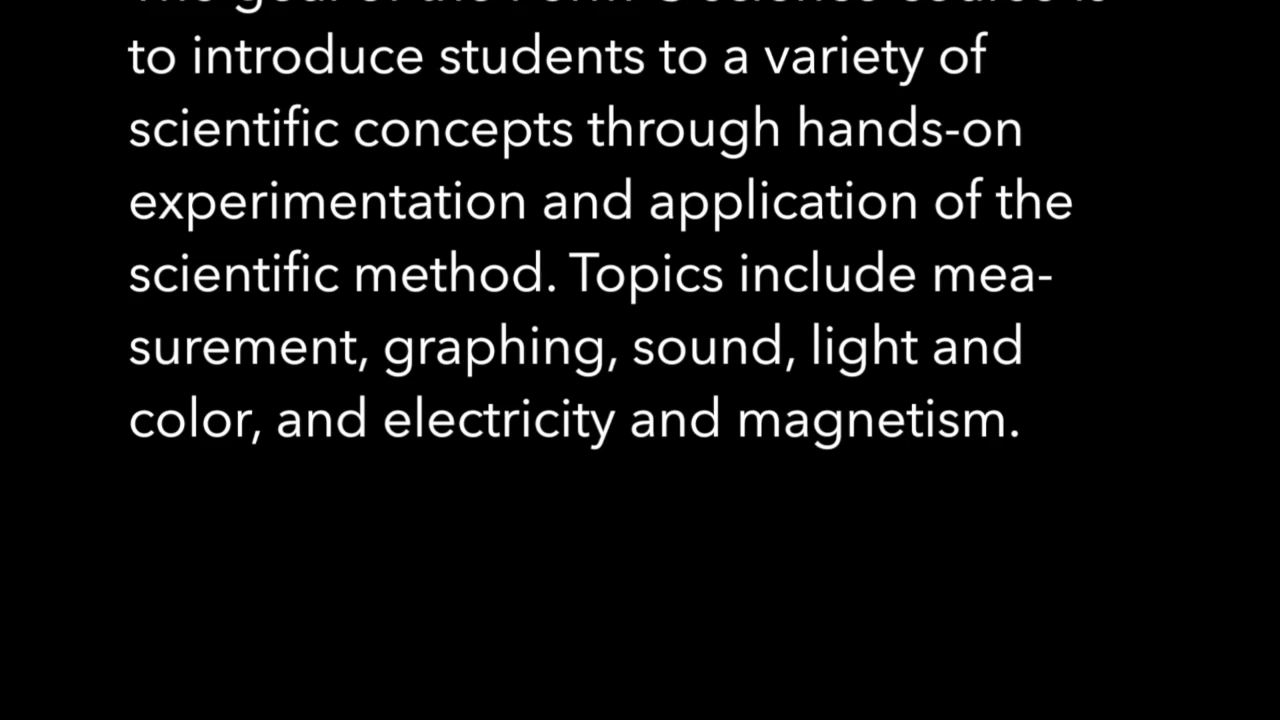 to introduce students to a variety of
scientific concepts through hands-on
experimentation and application of the
scientific method. Topics include mea-
surement, graphing, sound, light and
color, and electricity and magnetism.